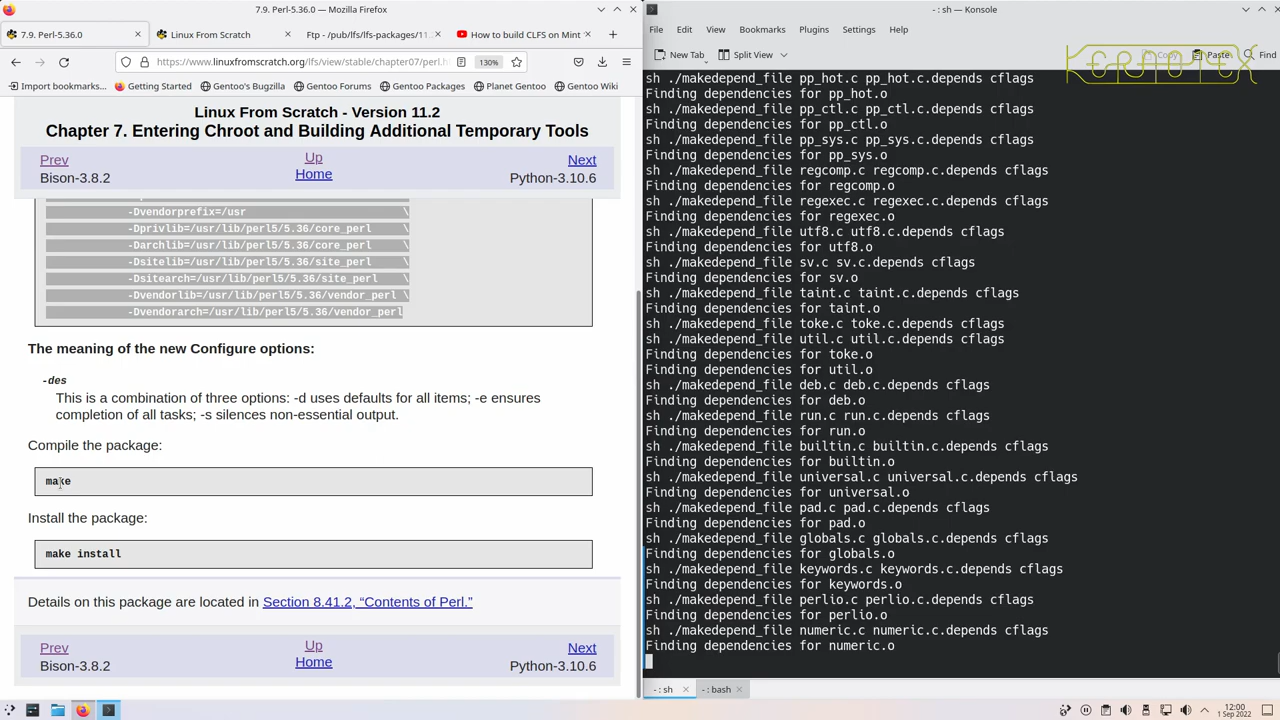 7.9. Perl-5.36.0 — Mozilla Firefox
7.9. Perl-5.36.0
Linux From Scratch
Ftp - /pub/lfs/lfs-packages/11.
How to build CLFS on Mint
https://www.linuxfromscratch.org/lfs/view/stable/chapter07/perl.h
130%
Import bookmarks...
Getting Started
Gentoo's Bugzilla
Gentoo Forums
Gentoo Packages
Planet Gentoo
Gentoo Wiki
Linux From Scratch - Version 11.2
Chapter 7. Entering Chroot and Building Additional Temporary Tools
Prev
Up
Next
Bison-3.8.2
Home
Python-3.10.6
-Dvendorprefix=/usr \
-Dprivlib=/usr/lib/perl5/5.36/core_perl \
-Darchlib=/usr/lib/perl5/5.36/core_perl \
-Dsitelib=/usr/lib/perl5/5.36/site_perl \
-Dsitearch=/usr/lib/perl5/5.36/site_perl \
-Dvendorlib=/usr/lib/perl5/5.36/vendor_perl \
-Dvendorarch=/usr/lib/perl5/5.36/vendor_perl
The meaning of the new Configure options:
-des
This is a combination of three options: -d uses defaults for all items; -e ensures
completion of all tasks; -s silences non-essential output.
Compile the package:
make
Install the package:
make install
Details on this package are located in Section 8.41.2, “Contents of Perl.”
Prev
Up
Next
Bison-3.8.2
Home
Python-3.10.6
- : sh — Konsole
File Edit View Bookmarks Plugins Settings Help
New Tab
Split View
Copy
Paste
Find
KERAPLEX
sh ./makedepend_file pp_hot.c pp_hot.c.depends cflags
Finding dependencies for pp_hot.o
sh ./makedepend_file pp_ctl.c pp_ctl.c.depends cflags
Finding dependencies for pp_ctl.o
sh ./makedepend_file pp_sys.c pp_sys.c.depends cflags
Finding dependencies for pp_sys.o
sh ./makedepend_file regcomp.c regcomp.c.depends cflags
Finding dependencies for regcomp.o
sh ./makedepend_file regexec.c regexec.c.depends cflags
Finding dependencies for regexec.o
sh ./makedepend_file utf8.c utf8.c.depends cflags
Finding dependencies for utf8.o
sh ./makedepend_file sv.c sv.c.depends cflags
Finding dependencies for sv.o
sh ./makedepend_file taint.c taint.c.depends cflags
Finding dependencies for taint.o
sh ./makedepend_file toke.c toke.c.depends cflags
sh ./makedepend_file util.c util.c.depends cflags
Finding dependencies for toke.o
Finding dependencies for util.o
sh ./makedepend_file deb.c deb.c.depends cflags
Finding dependencies for deb.o
sh ./makedepend_file run.c run.c.depends cflags
Finding dependencies for run.o
sh ./makedepend_file builtin.c builtin.c.depends cflags
Finding dependencies for builtin.o
sh ./makedepend_file universal.c universal.c.depends cflags
Finding dependencies for universal.o
sh ./makedepend_file pad.c pad.c.depends cflags
Finding dependencies for pad.o
sh ./makedepend_file globals.c globals.c.depends cflags
Finding dependencies for globals.o
sh ./makedepend_file keywords.c keywords.c.depends cflags
Finding dependencies for keywords.o
sh ./makedepend_file perlio.c perlio.c.depends cflags
Finding dependencies for perlio.o
sh ./makedepend_file numeric.c numeric.c.depends cflags
Finding dependencies for numeric.o
- : sh
- : bash
12:00
1 Sep 2022